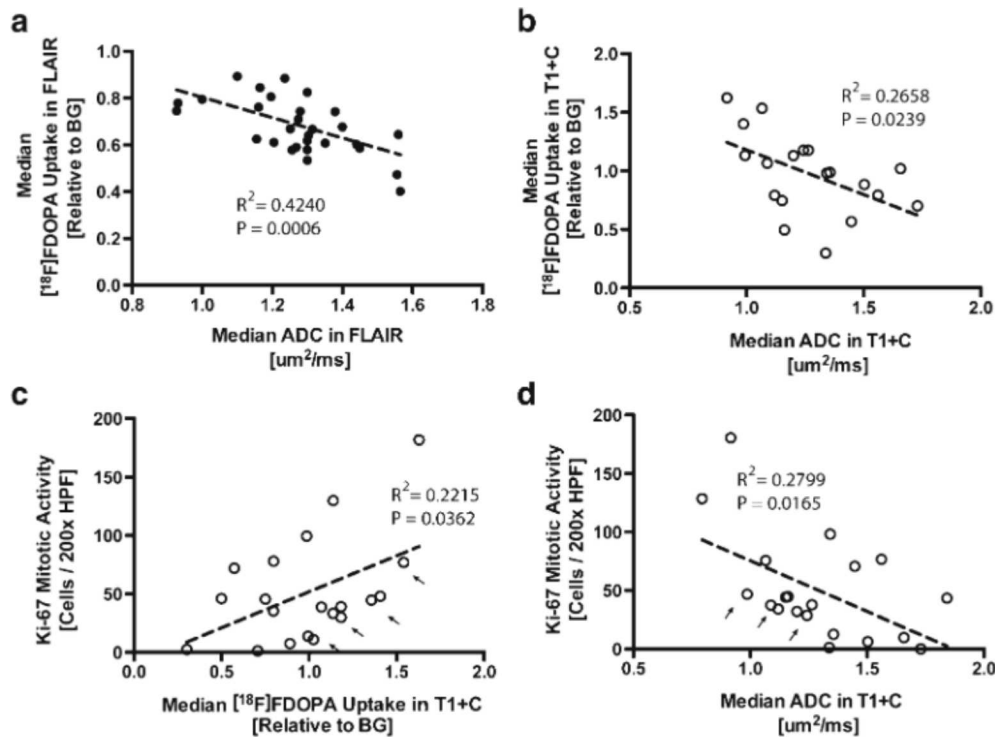 a
Median
[¹⁸F]FDOPA Uptake in FLAIR
[Relative to BG]
1.0
0.8
0.6
0.4
0.2
0.0
R² = 0.4240
P = 0.0006
0.8 1.0 1.2 1.4 1.6 1.8
Median ADC in FLAIR
[um²/ms]
b
Median
[¹⁸F]FDOPA Uptake in T1+C
[Relative to BG]
2.0
1.5
1.0
0.5
0.0
R² = 0.2658
P = 0.0239
0.5 1.0 1.5 2.0
Median ADC in T1+C
[um²/ms]
c
Ki-67 Mitotic Activity
[Cells / 200x HPF]
200
150
100
50
0
R² = 0.2215
P = 0.0362
0.0 0.5 1.0 1.5 2.0
Median [¹⁸F]FDOPA Uptake in T1+C
[Relative to BG]
d
Ki-67 Mitotic Activity
[Cells / 200x HPF]
200
150
100
50
0
R² = 0.2799
P = 0.0165
0.5 1.0 1.5 2.0
Median ADC in T1+C
[um²/ms]